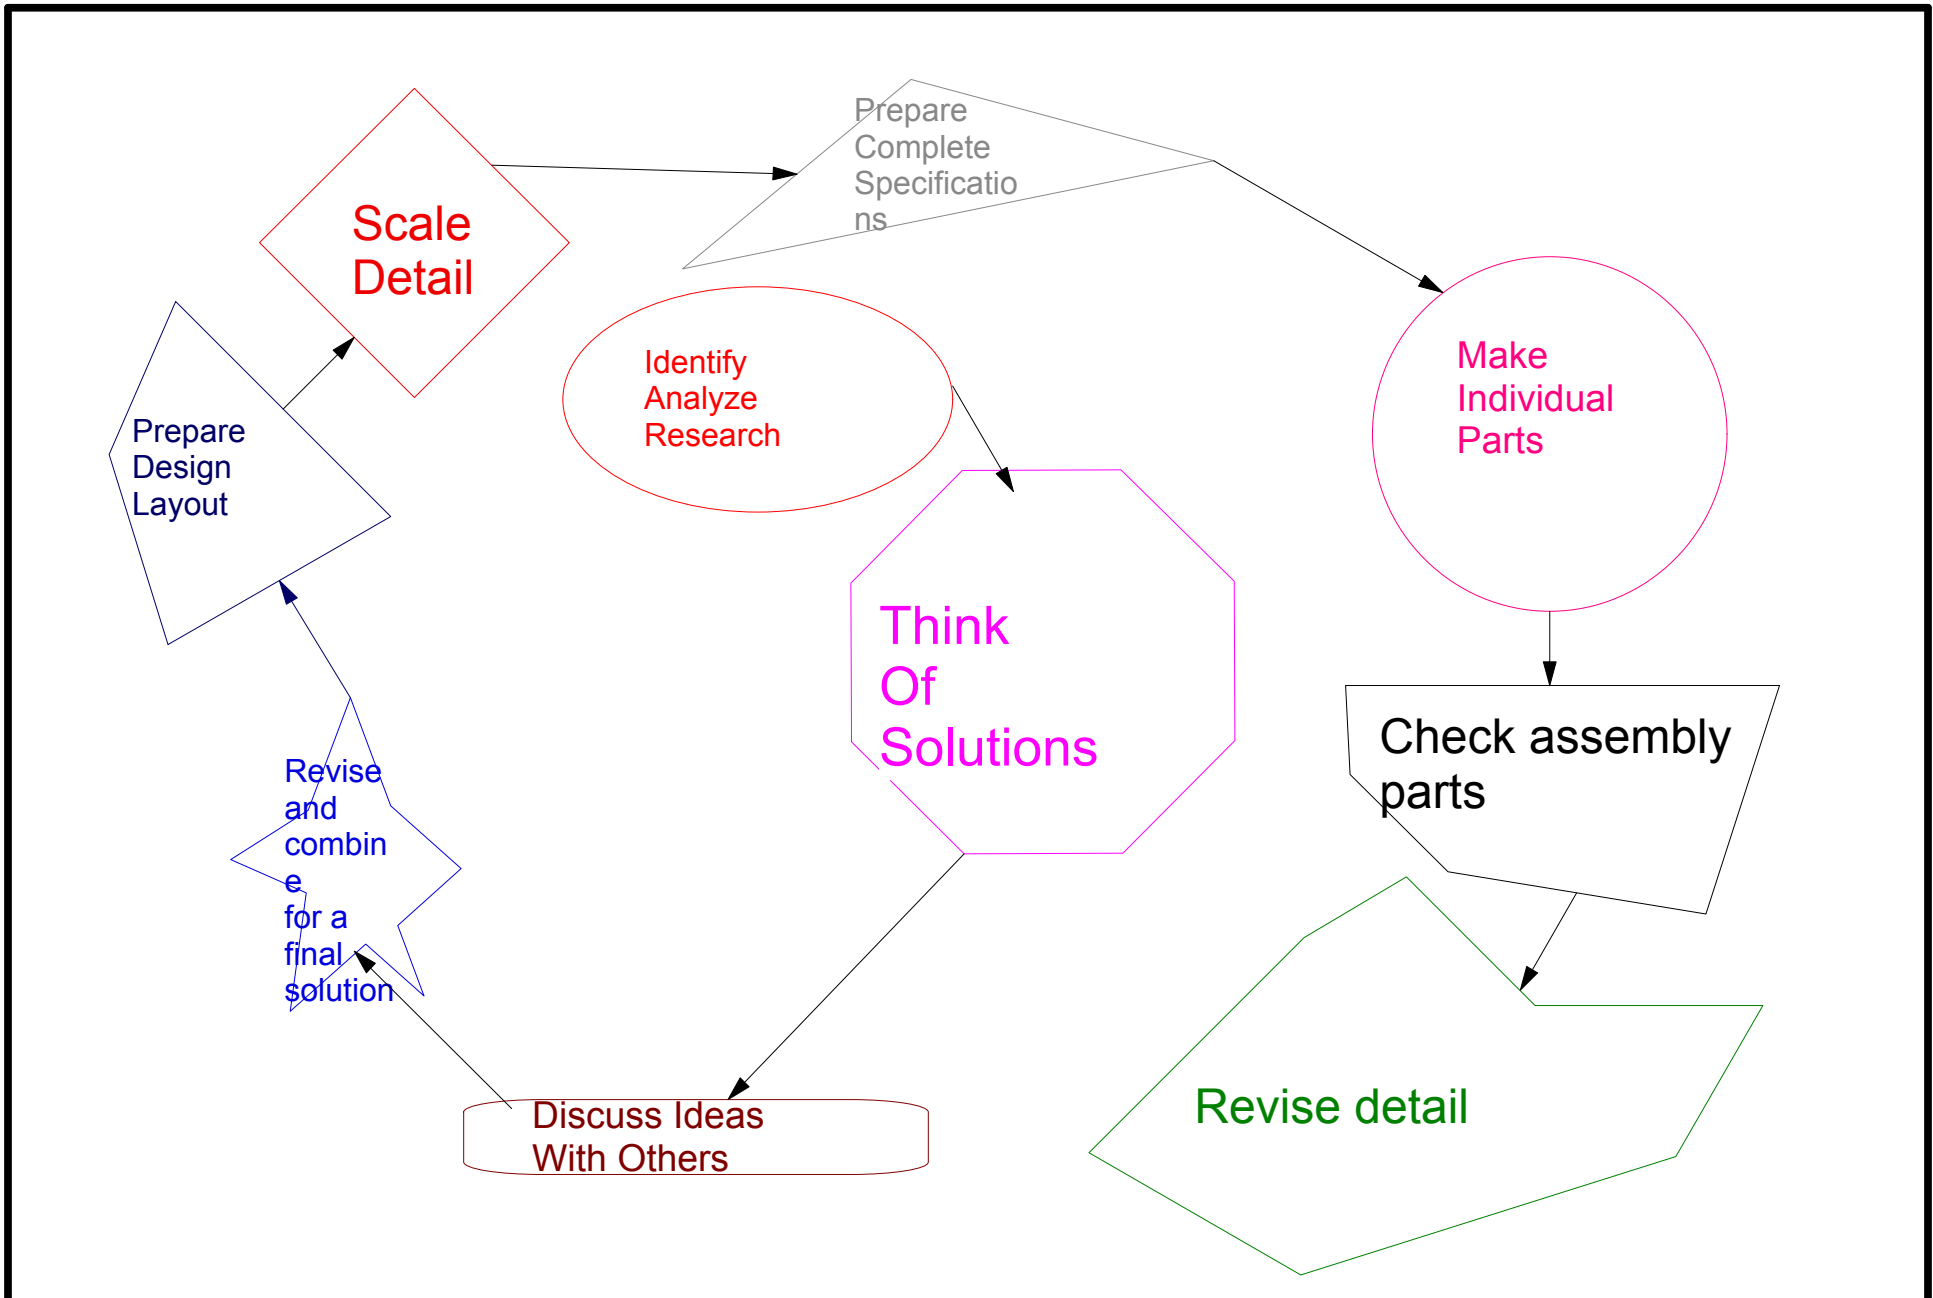 Prepare
Complete
Specificatio
ns
Scale
Detail
Identify
Analyze
Research
Make
Individual
Parts
Prepare
Design
Layout
Think
Of
Solutions
Check assembly
parts
Revise
and
combin
e
for a
final
solution
Revise detail
Discuss Ideas
With Others